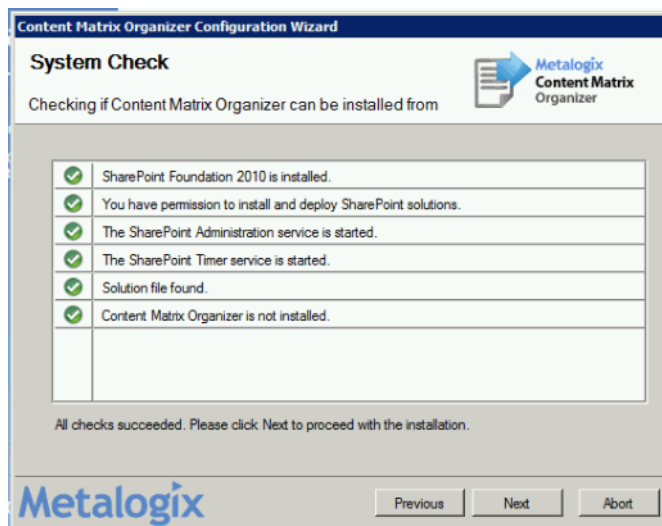 Content Matrix Organizer Configuration Wizard
System Check
Checking if Content Matrix Organizer can be installed from
Metalogix
Content Matrix
Organizer
SharePoint Foundation 2010 is installed.
You have permission to install and deploy SharePoint solutions.
The SharePoint Administration service is started.
The SharePoint Timer service is started.
Solution file found.
Content Matrix Organizer is not installed.
All checks succeeded. Please click Next to proceed with the installation.
Metalogix
Previous
Next
Abort